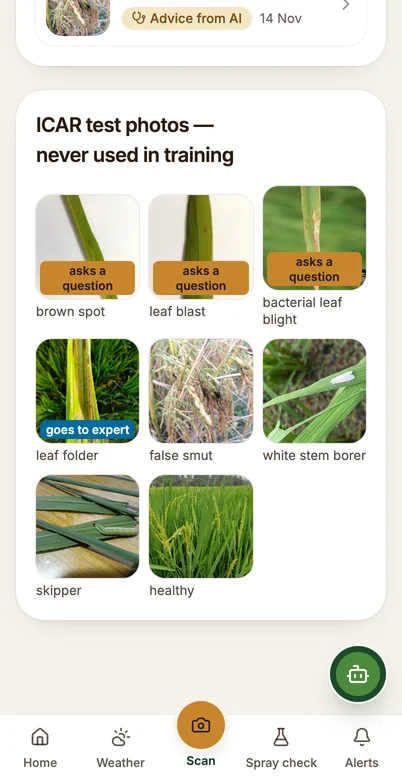 Advice from AI 14 Nov
ICAR test photos —
never used in training
asks a
question
brown spot
asks a
question
leaf blast
asks a
question
bacterial leaf
blight
goes to expert
leaf folder
false smut
white stem borer
skipper
healthy
Home
Weather
Scan
Spray check
Alerts